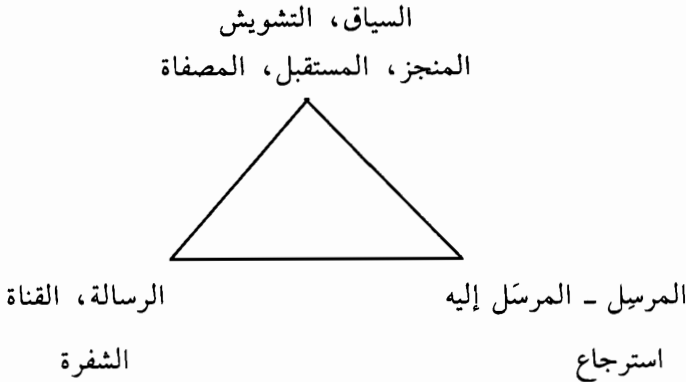 السياق، التشويش
المنجز، المستقبل، المصفاة
المرسِل ـ المرسَل إليه
الرسالة، القناة
استرجاع
الشفرة